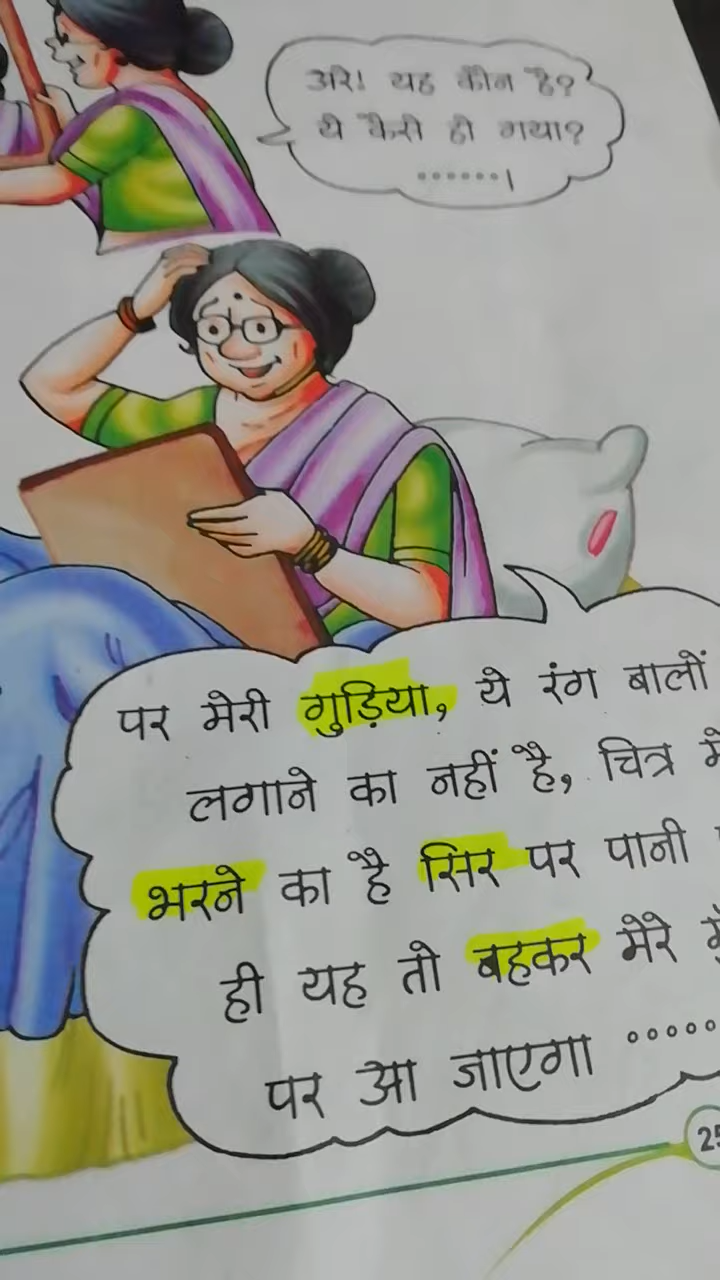 अरे! यह कौन है?
ये कैसे हो गया?
......।
पर मेरी गुड़िया, ये रंग बालों
लगाने का नहीं है, चित्र में
भरने का है सिर पर पानी
ही यह तो बहकर मेरे
पर आ जाएगा .....
25